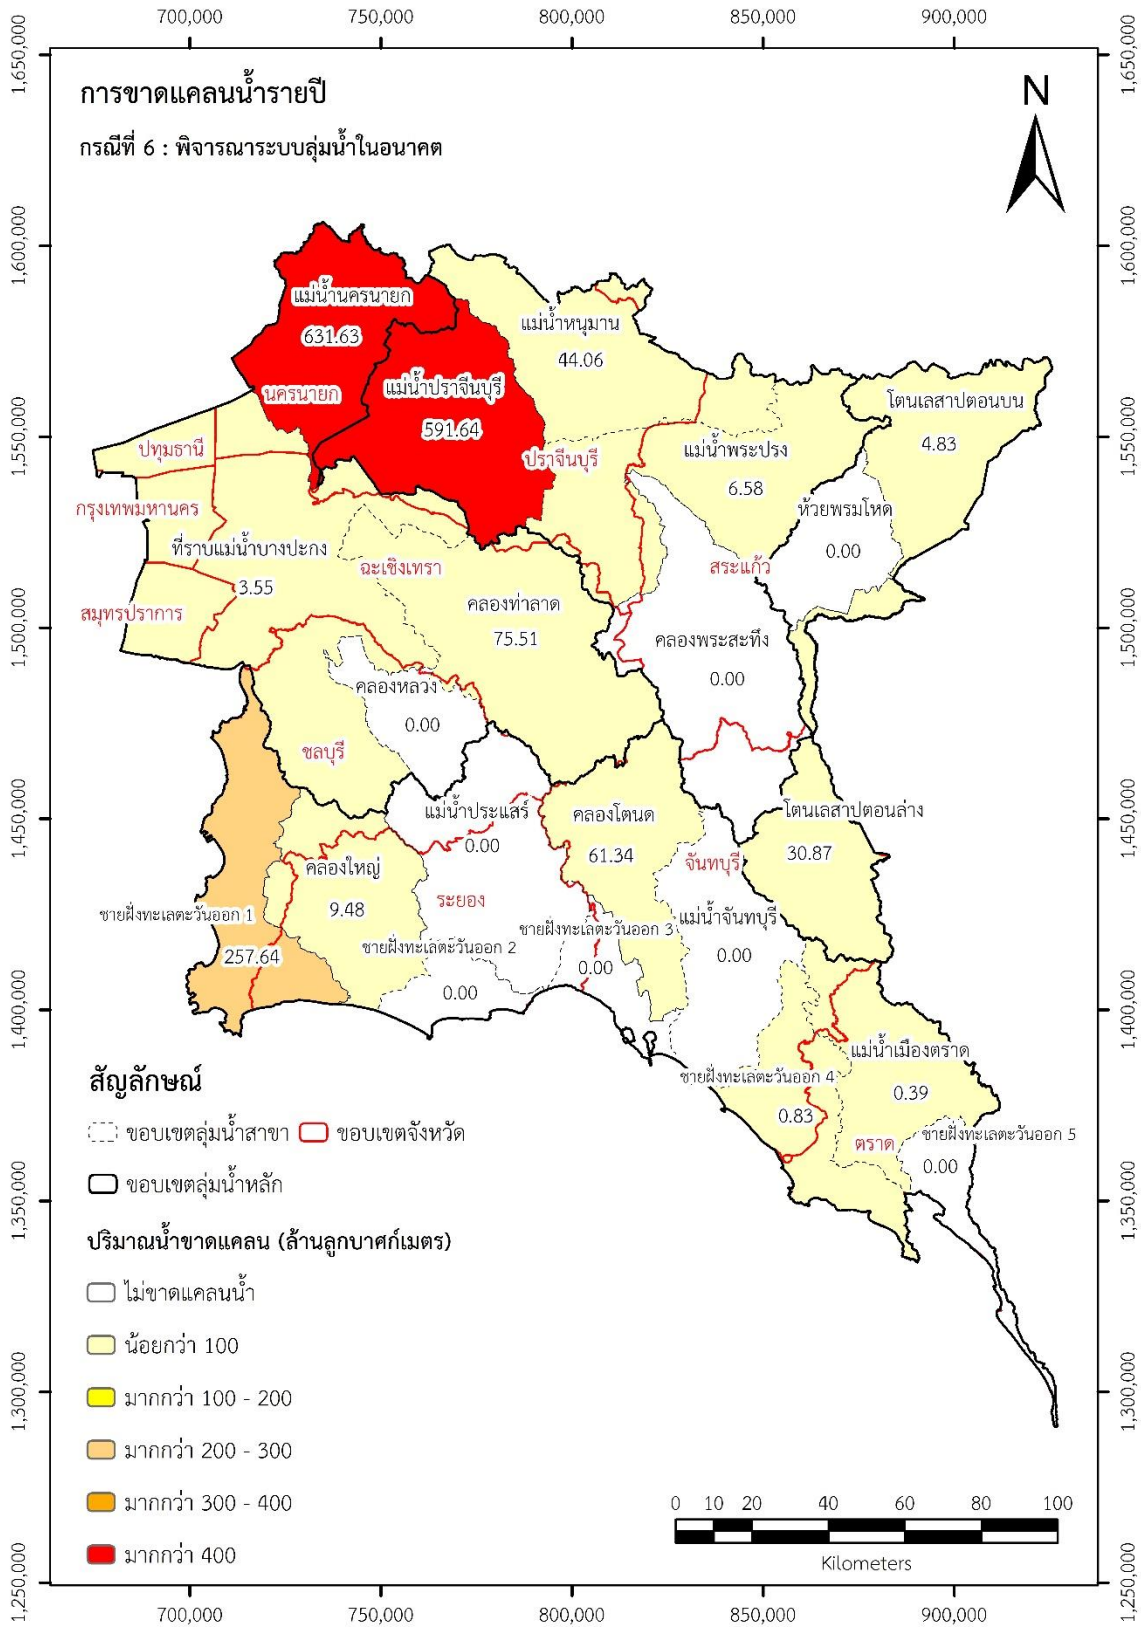 700,000 750,000 800,000 850,000 900,000
1,650,000 1,650,000
การขาดแคลนน้ำรายปี
N
กรณีที่ 6 : พิจารณาระบบลุ่มน้ำในอนาคต
1,600,000 1,600,000
แม่น้ำนครนายก
631.63
แม่น้ำหนุมาน
44.06
นครนายก
แม่น้ำปราจีนบุรี
591.64
โตนเลสาปตอนบน
4.83
1,550,000 1,550,000
ปทุมธานี
ปราจีนบุรี
แม่น้ำพระปรง
6.58
กรุงเทพมหานคร
ห้วยพรมโหด
0.00
ที่ราบแม่น้ำบางปะกง
3.55
ฉะเชิงเทรา
สระแก้ว
สมุทรปราการ
คลองท่าลาด
75.51
1,500,000 1,500,000
คลองพระสะทึง
0.00
คลองหลวง
0.00
ชลบุรี
1,450,000 1,450,000
แม่น้ำประแสร์
0.00
คลองโตนด
61.34
โตนเลสาปตอนล่าง
30.87
คลองใหญ่
9.48
จันทบุรี
ระยอง
ชายฝั่งทะเลตะวันออก 1
257.64
ชายฝั่งทะเลตะวันออก 2
0.00
ชายฝั่งทะเลตะวันออก 3
0.00
แม่น้ำจันทบุรี
0.00
1,400,000 1,400,000
แม่น้ำเมืองตราด
0.39
ชายฝั่งทะเลตะวันออก 4
0.83
ตราด
ชายฝั่งทะเลตะวันออก 5
0.00
สัญลักษณ์
ขอบเขตลุ่มน้ำสาขา ขอบเขตจังหวัด
ขอบเขตลุ่มน้ำหลัก
1,350,000 1,350,000
ปริมาณน้ำขาดแคลน (ล้านลูกบาศก์เมตร)
ไม่ขาดแคลนน้ำ
น้อยกว่า 100
มากกว่า 100 - 200
1,300,000 1,300,000
มากกว่า 200 - 300
มากกว่า 300 - 400
มากกว่า 400
0 10 20 40 60 80 100
Kilometers
1,250,000 1,250,000
700,000 750,000 800,000 850,000 900,000